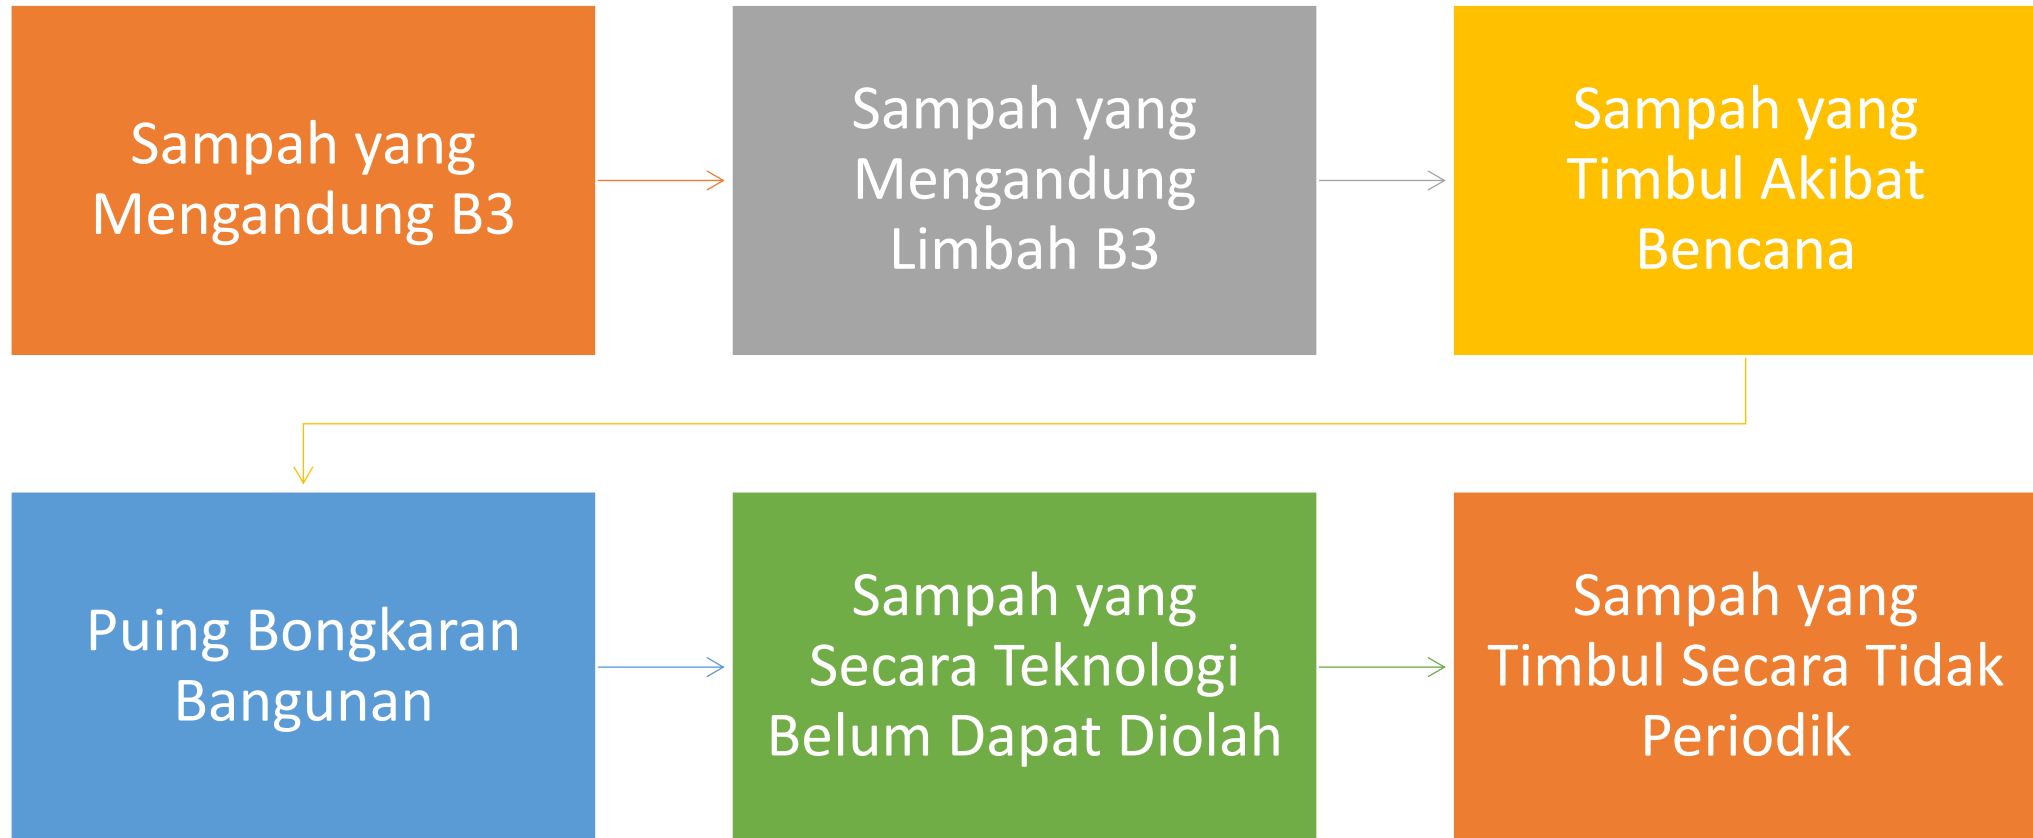 Sampah yang
Mengandung B3
Sampah yang
Mengandung
Limbah B3
Sampah yang
Timbul Akibat
Bencana
Puing Bongkaran
Bangunan
Sampah yang
Secara Teknologi
Belum Dapat Diolah
Sampah yang
Timbul Secara Tidak
Periodik